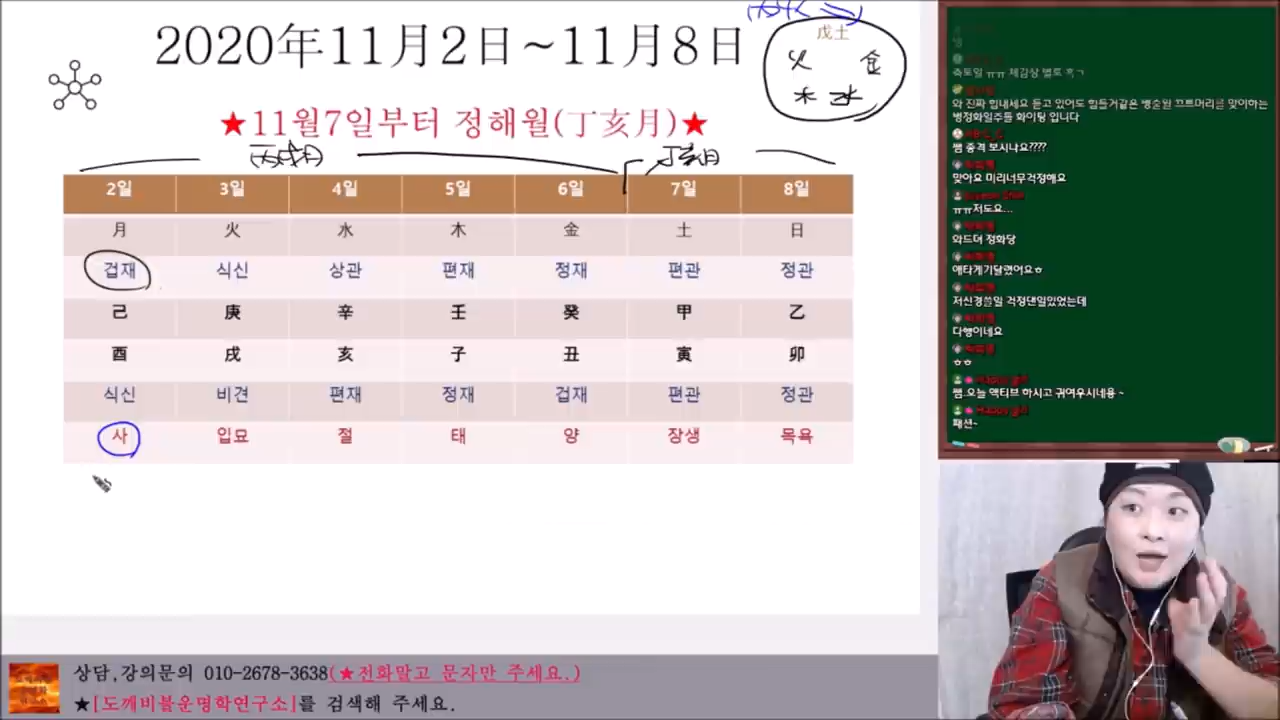 2020年11月2日~11月8日
戊土
火 金
木 水
★11월7일부터 정해월(丁亥月)★
丙戌月 丁亥月
2일 3일 4일 5일 6일 7일 8일
月 火 水 木 金 土 日
겁재 식신 상관 편재 정재 편관 정관
己 庚 辛 壬 癸 甲 乙
酉 戌 亥 子 丑 寅 卯
식신 비견 편재 정재 겁재 편관 정관
사 입묘 절 태 양 장생 목욕
상담,강의문의 010-2678-3638(★전화말고 문자만 주세요.)
★[도깨비불운명학연구소]를 검색해 주세요.
축토일 ㅠㅠ 체감상 별로 흑ㄱ
와 진짜 힘내세요 듣고 있어도 힘들거같은 병술월 끄트머리를 맞이하는
병정화일주들 화이팅 입니다
쌤 충격 보시나요????
맞아요 미리너무걱정해요
ㅠㅠ저도요...
와드뎌 정화당
애타게기달렸어요ㅎ
저신경쓸일 걱정댄일있었는데
다행이네요
ㅎㅎ
Happy girl
쌤.오늘 액티브 하시고 귀여우시네용 ~
Happy girl
패션~